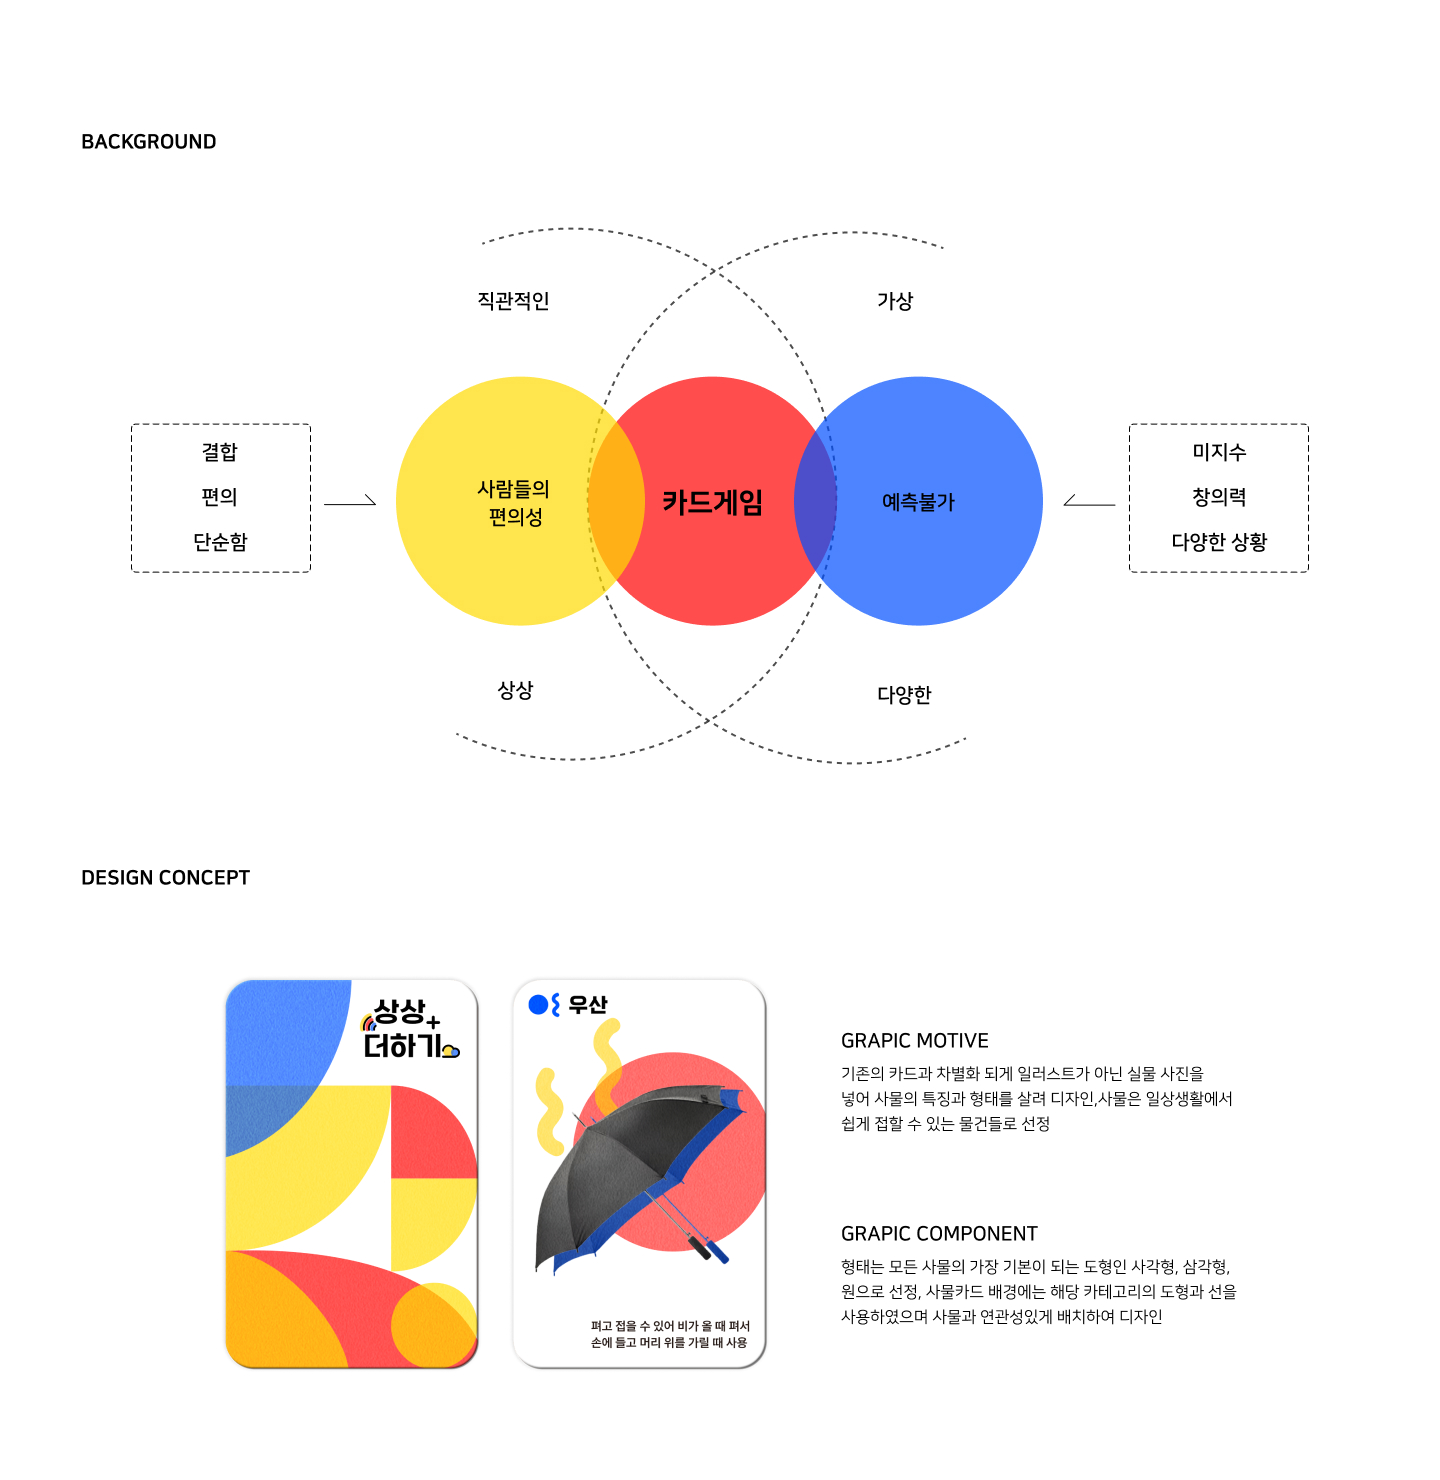 BACKGROUND
직관적인
가상
결합
편의
단순함
사람들의
편의성
카드게임
예측불가
미지수
창의력
다양한 상황
상상
다양한
DESIGN CONCEPT
상상+
더하기
우산
펴고 접을 수 있어 비가 올 때 펴서
손에 들고 머리 위를 가릴 때 사용
GRAPIC MOTIVE
기존의 카드과 차별화 되게 일러스트가 아닌 실물 사진을
넣어 사물의 특징과 형태를 살려 디자인,사물은 일상생활에서
쉽게 접할 수 있는 물건들로 선정
GRAPIC COMPONENT
형태는 모든 사물의 가장 기본이 되는 도형인 사각형, 삼각형,
원으로 선정, 사물카드 배경에는 해당 카테고리의 도형과 선을
사용하였으며 사물과 연관성있게 배치하여 디자인